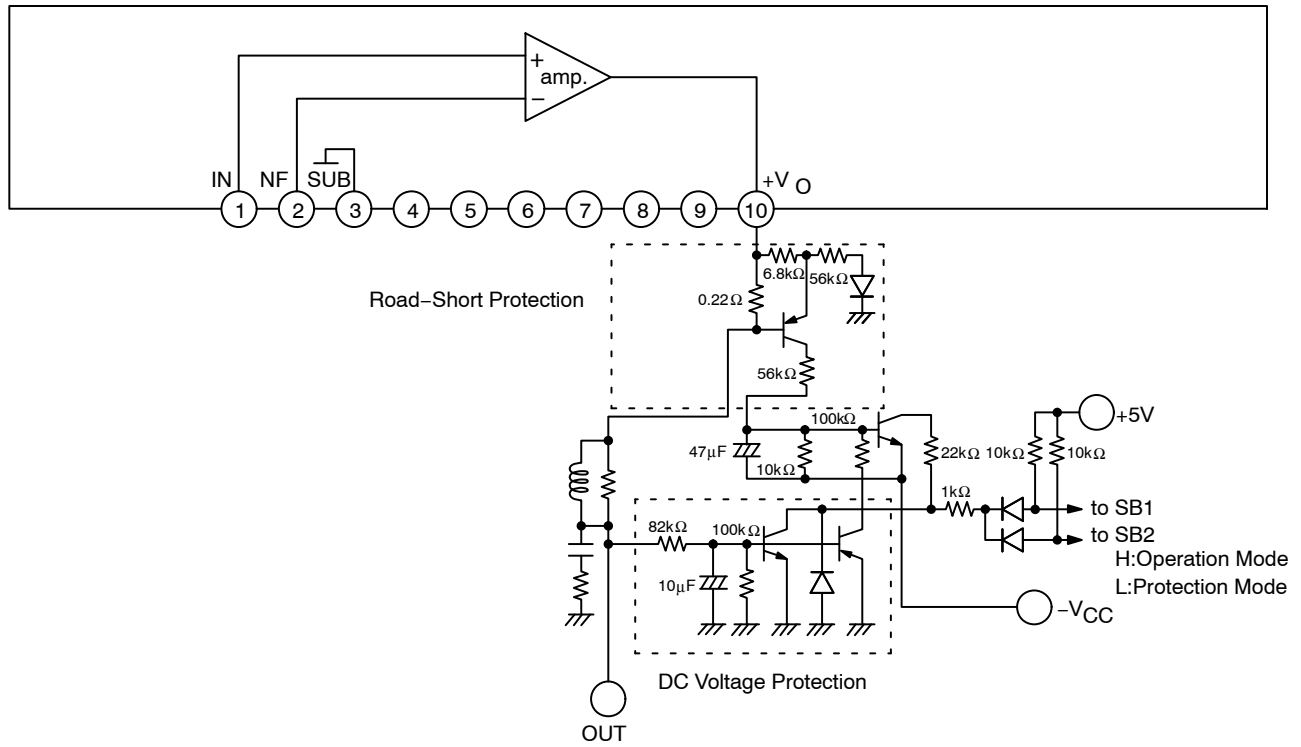 +
amp.
−
IN NF SUB +V O
1 2 3 4 5 6 7 8 9 10
6.8kΩ 56kΩ
Road−Short Protection
0.22Ω
56kΩ
100kΩ
+5V
47μF
10kΩ
22kΩ 10kΩ 10kΩ
1kΩ
to SB1
82kΩ 100kΩ
to SB2
H:Operation Mode
10μF
L:Protection Mode
−VCC
DC Voltage Protection
OUT